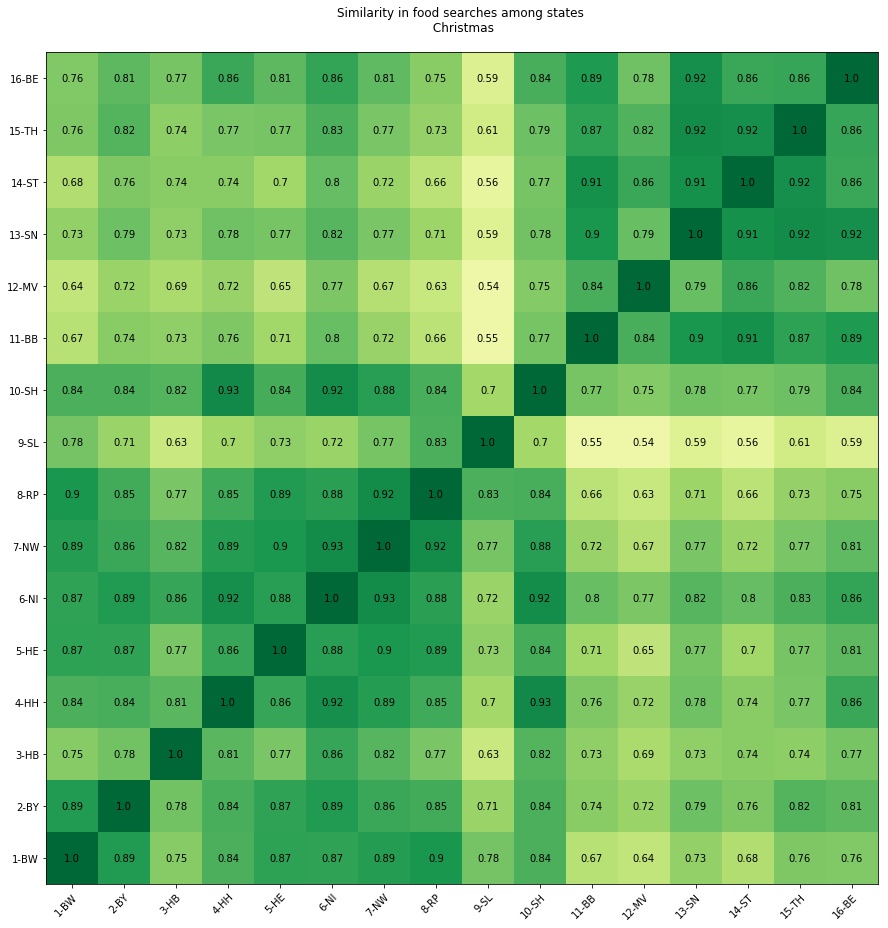 Similarity in food searches among states
Christmas
16-BE 0.76 0.81 0.77 0.86 0.81 0.86 0.81 0.75 0.59 0.84 0.89 0.78 0.92 0.86 0.86 1.0
15-TH 0.76 0.82 0.74 0.77 0.77 0.83 0.77 0.73 0.61 0.79 0.87 0.82 0.92 0.92 1.0 0.86
14-ST 0.68 0.76 0.74 0.74 0.7 0.8 0.72 0.66 0.56 0.77 0.91 0.86 0.91 1.0 0.92 0.86
13-SN 0.73 0.79 0.73 0.78 0.77 0.82 0.77 0.71 0.59 0.78 0.9 0.79 1.0 0.91 0.92 0.92
12-MV 0.64 0.72 0.69 0.72 0.65 0.77 0.67 0.63 0.54 0.75 0.84 1.0 0.79 0.86 0.82 0.78
11-BB 0.67 0.74 0.73 0.76 0.71 0.8 0.72 0.66 0.55 0.77 1.0 0.84 0.9 0.91 0.87 0.89
10-SH 0.84 0.84 0.82 0.93 0.84 0.92 0.88 0.84 0.7 1.0 0.77 0.75 0.78 0.77 0.79 0.84
9-SL 0.78 0.71 0.63 0.7 0.73 0.72 0.77 0.83 1.0 0.7 0.55 0.54 0.59 0.56 0.61 0.59
8-RP 0.9 0.85 0.77 0.85 0.89 0.88 0.92 1.0 0.83 0.84 0.66 0.63 0.71 0.66 0.73 0.75
7-NW 0.89 0.86 0.82 0.89 0.9 0.93 1.0 0.92 0.77 0.88 0.72 0.67 0.77 0.72 0.77 0.81
6-NI 0.87 0.89 0.86 0.92 0.88 1.0 0.93 0.88 0.72 0.92 0.8 0.77 0.82 0.8 0.83 0.86
5-HE 0.87 0.87 0.77 0.86 1.0 0.88 0.9 0.89 0.73 0.84 0.71 0.65 0.77 0.7 0.77 0.81
4-HH 0.84 0.84 0.81 1.0 0.86 0.92 0.89 0.85 0.7 0.93 0.76 0.72 0.78 0.74 0.77 0.86
3-HB 0.75 0.78 1.0 0.81 0.77 0.86 0.82 0.77 0.63 0.82 0.73 0.69 0.73 0.74 0.74 0.77
2-BY 0.89 1.0 0.78 0.84 0.87 0.89 0.86 0.85 0.71 0.84 0.74 0.72 0.79 0.76 0.82 0.81
1-BW 1.0 0.89 0.75 0.84 0.87 0.87 0.89 0.9 0.78 0.84 0.67 0.64 0.73 0.68 0.76 0.76
1-BW 2-BY 3-HB 4-HH 5-HE 6-NI 7-NW 8-RP 9-SL 10-SH 11-BB 12-MV 13-SN 14-ST 15-TH 16-BE